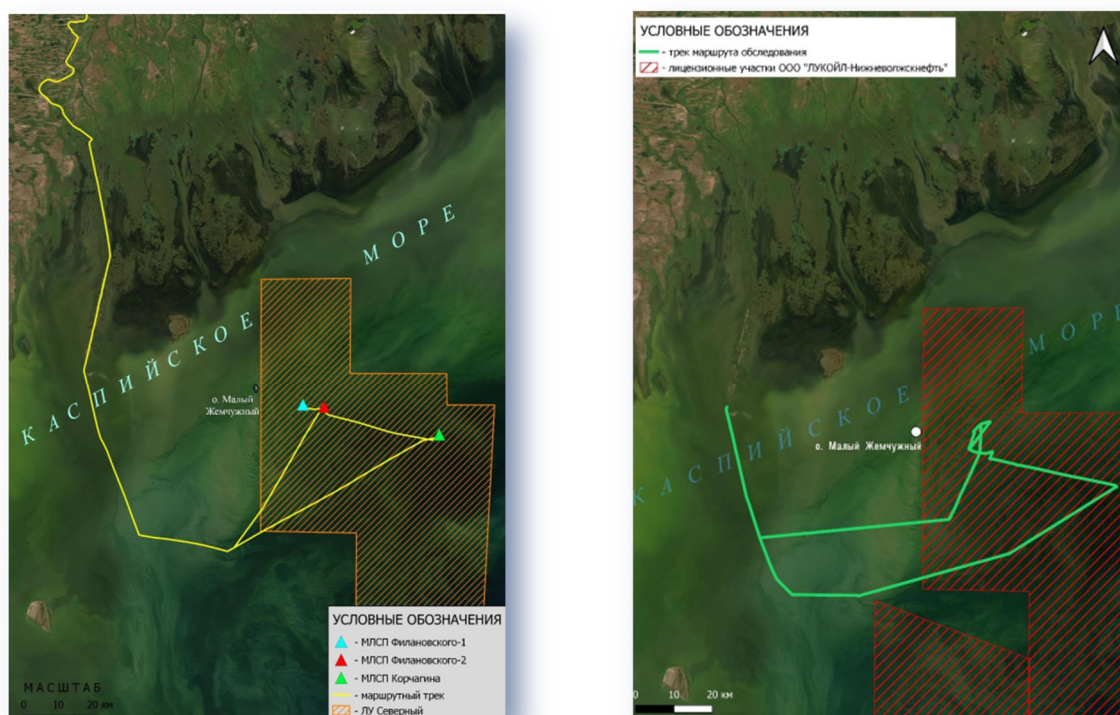 КАСПИЙСКОЕ МОРЕ
о. Малый
Жемчужный
УСЛОВНЫЕ ОБОЗНАЧЕНИЯ
- МЛСП Филановского-1
- МЛСП Филановского-2
- МЛСП Корчагина
- маршрутный трек
- ЛУ Северный
МАСШТАБ
0 10 20 км
УСЛОВНЫЕ ОБОЗНАЧЕНИЯ
- трек маршрута обследования
- лицензионные участки ООО "ЛУКОЙЛ-Нижневолжскнефть"
КАСПИЙСКОЕ МОРЕ
о. Малый Жемчужный
0 10 20 км